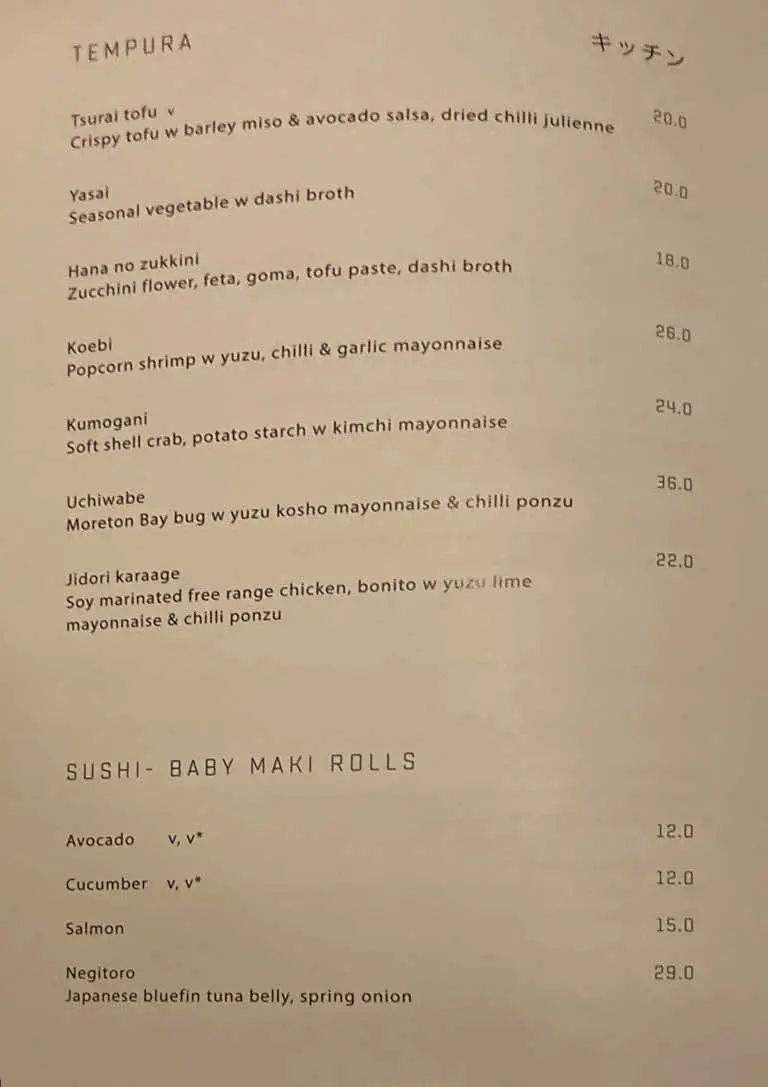 TEMPURA
キッチン
Tsurai tofu v
20.0
Crispy tofu w barley miso & avocado salsa, dried chilli julienne
Yasai
20.0
Seasonal vegetable w dashi broth
Hana no zukkini
18.0
Zucchini flower, feta, goma, tofu paste, dashi broth
Koebi
26.0
Popcorn shrimp w yuzu, chilli & garlic mayonnaise
Kumogani
24.0
Soft shell crab, potato starch w kimchi mayonnaise
Uchiwabe
36.0
Moreton Bay bug w yuzu kosho mayonnaise & chilli ponzu
Jidori karaage
22.0
Soy marinated free range chicken, bonito w yuzu lime
mayonnaise & chilli ponzu
SUSHI- BABY MAKI ROLLS
Avocado v, v* 12.0
Cucumber v, v* 12.0
Salmon 15.0
Negitoro 29.0
Japanese bluefin tuna belly, spring onion